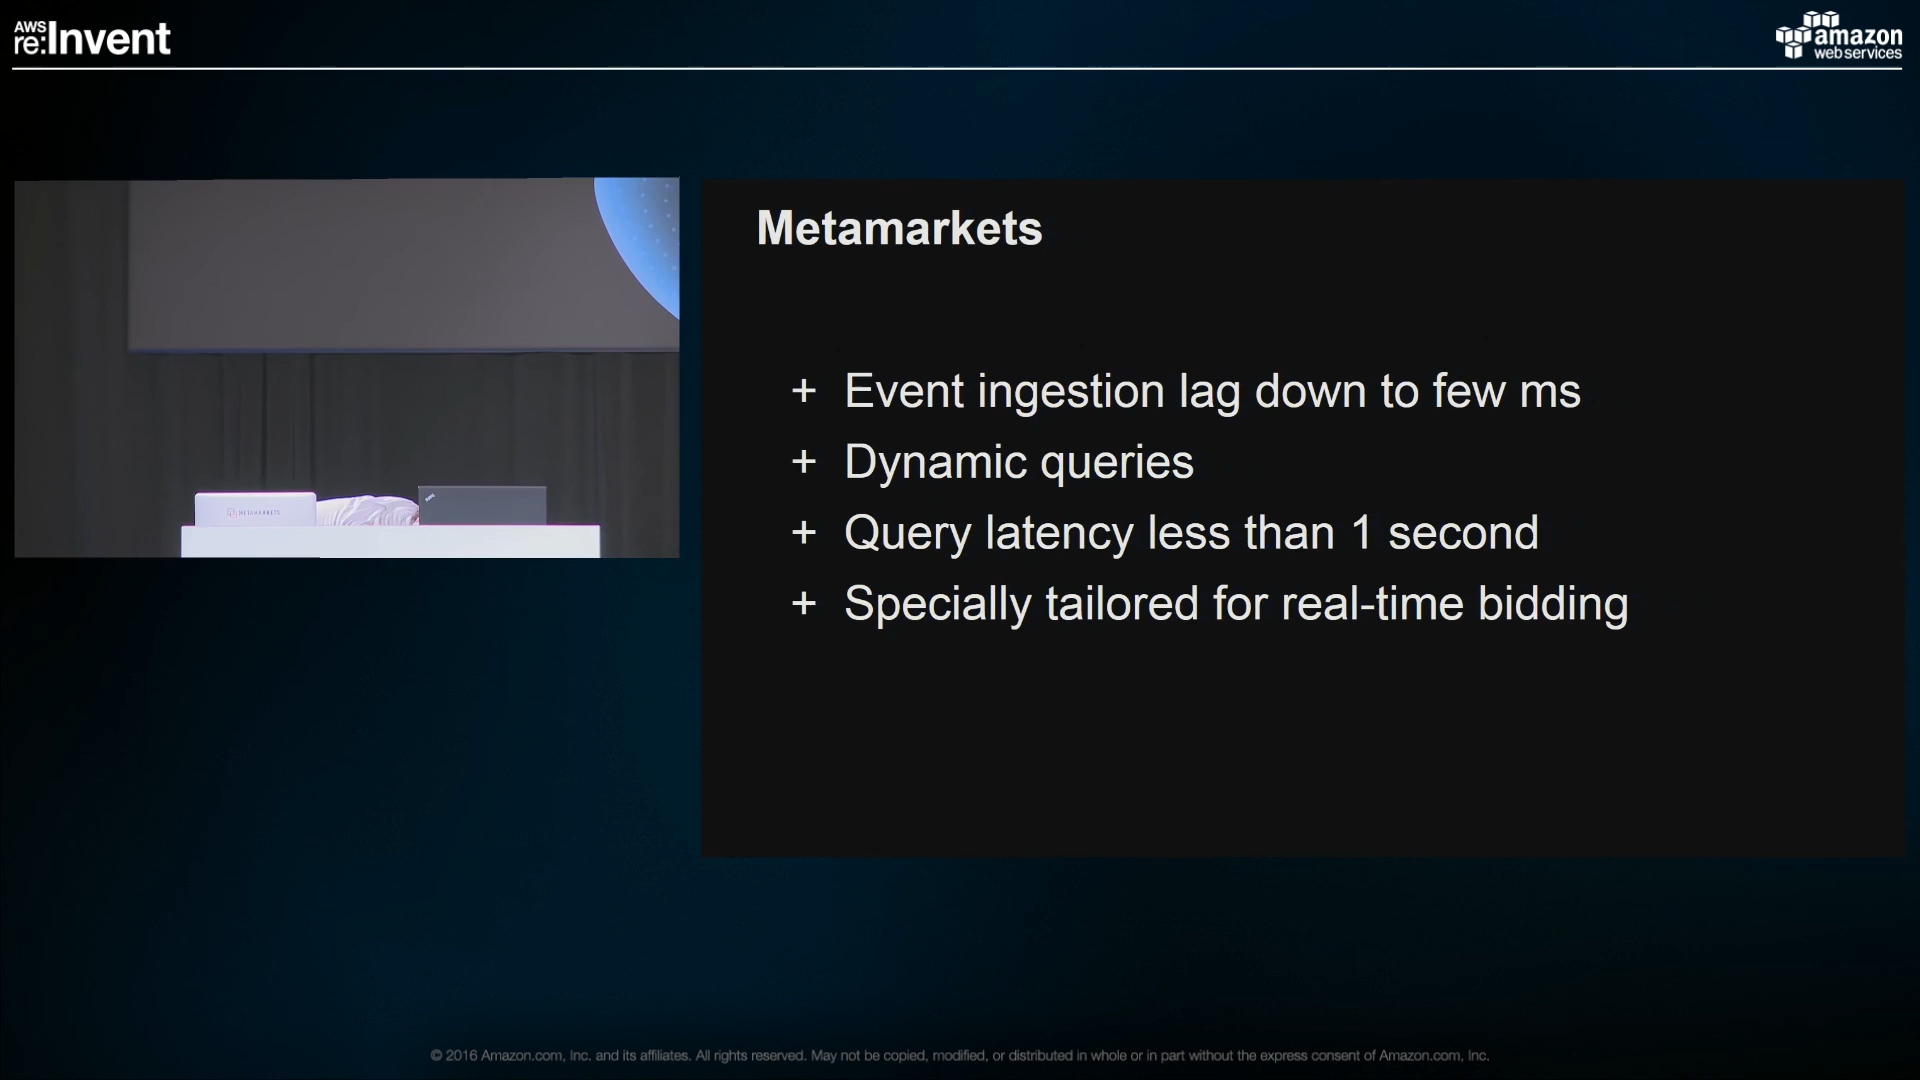 AWS
re:Invent
amazon
web services
METAMARKETS
Metamarkets
+ Event ingestion lag down to few ms
+ Dynamic queries
+ Query latency less than 1 second
+ Specially tailored for real-time bidding
© 2016 Amazon.com, Inc. and its affiliates. All rights reserved. May not be copied, modified, or distributed in whole or in part without the express consent of Amazon.com, Inc.